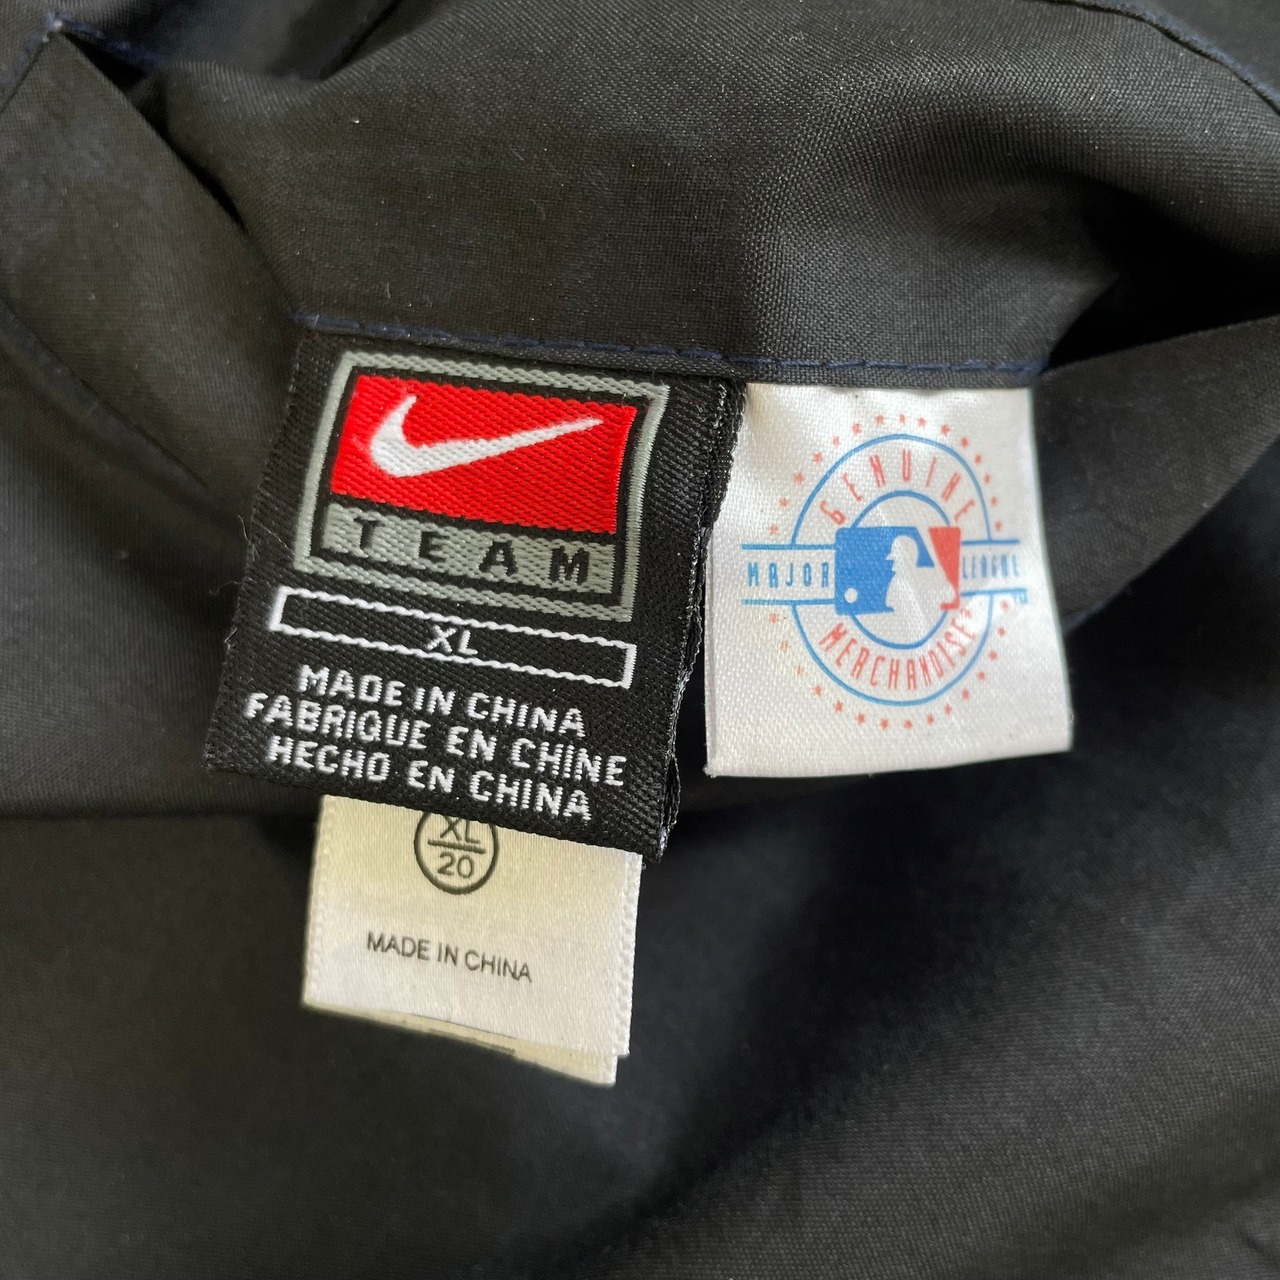 TEAM
XL
MADE IN CHINA
FABRIQUE EN CHINE
HECHO EN CHINA
XL
20
MADE IN CHINA
GENUINE
MAJOR LEAGUE
MERCHANDISE